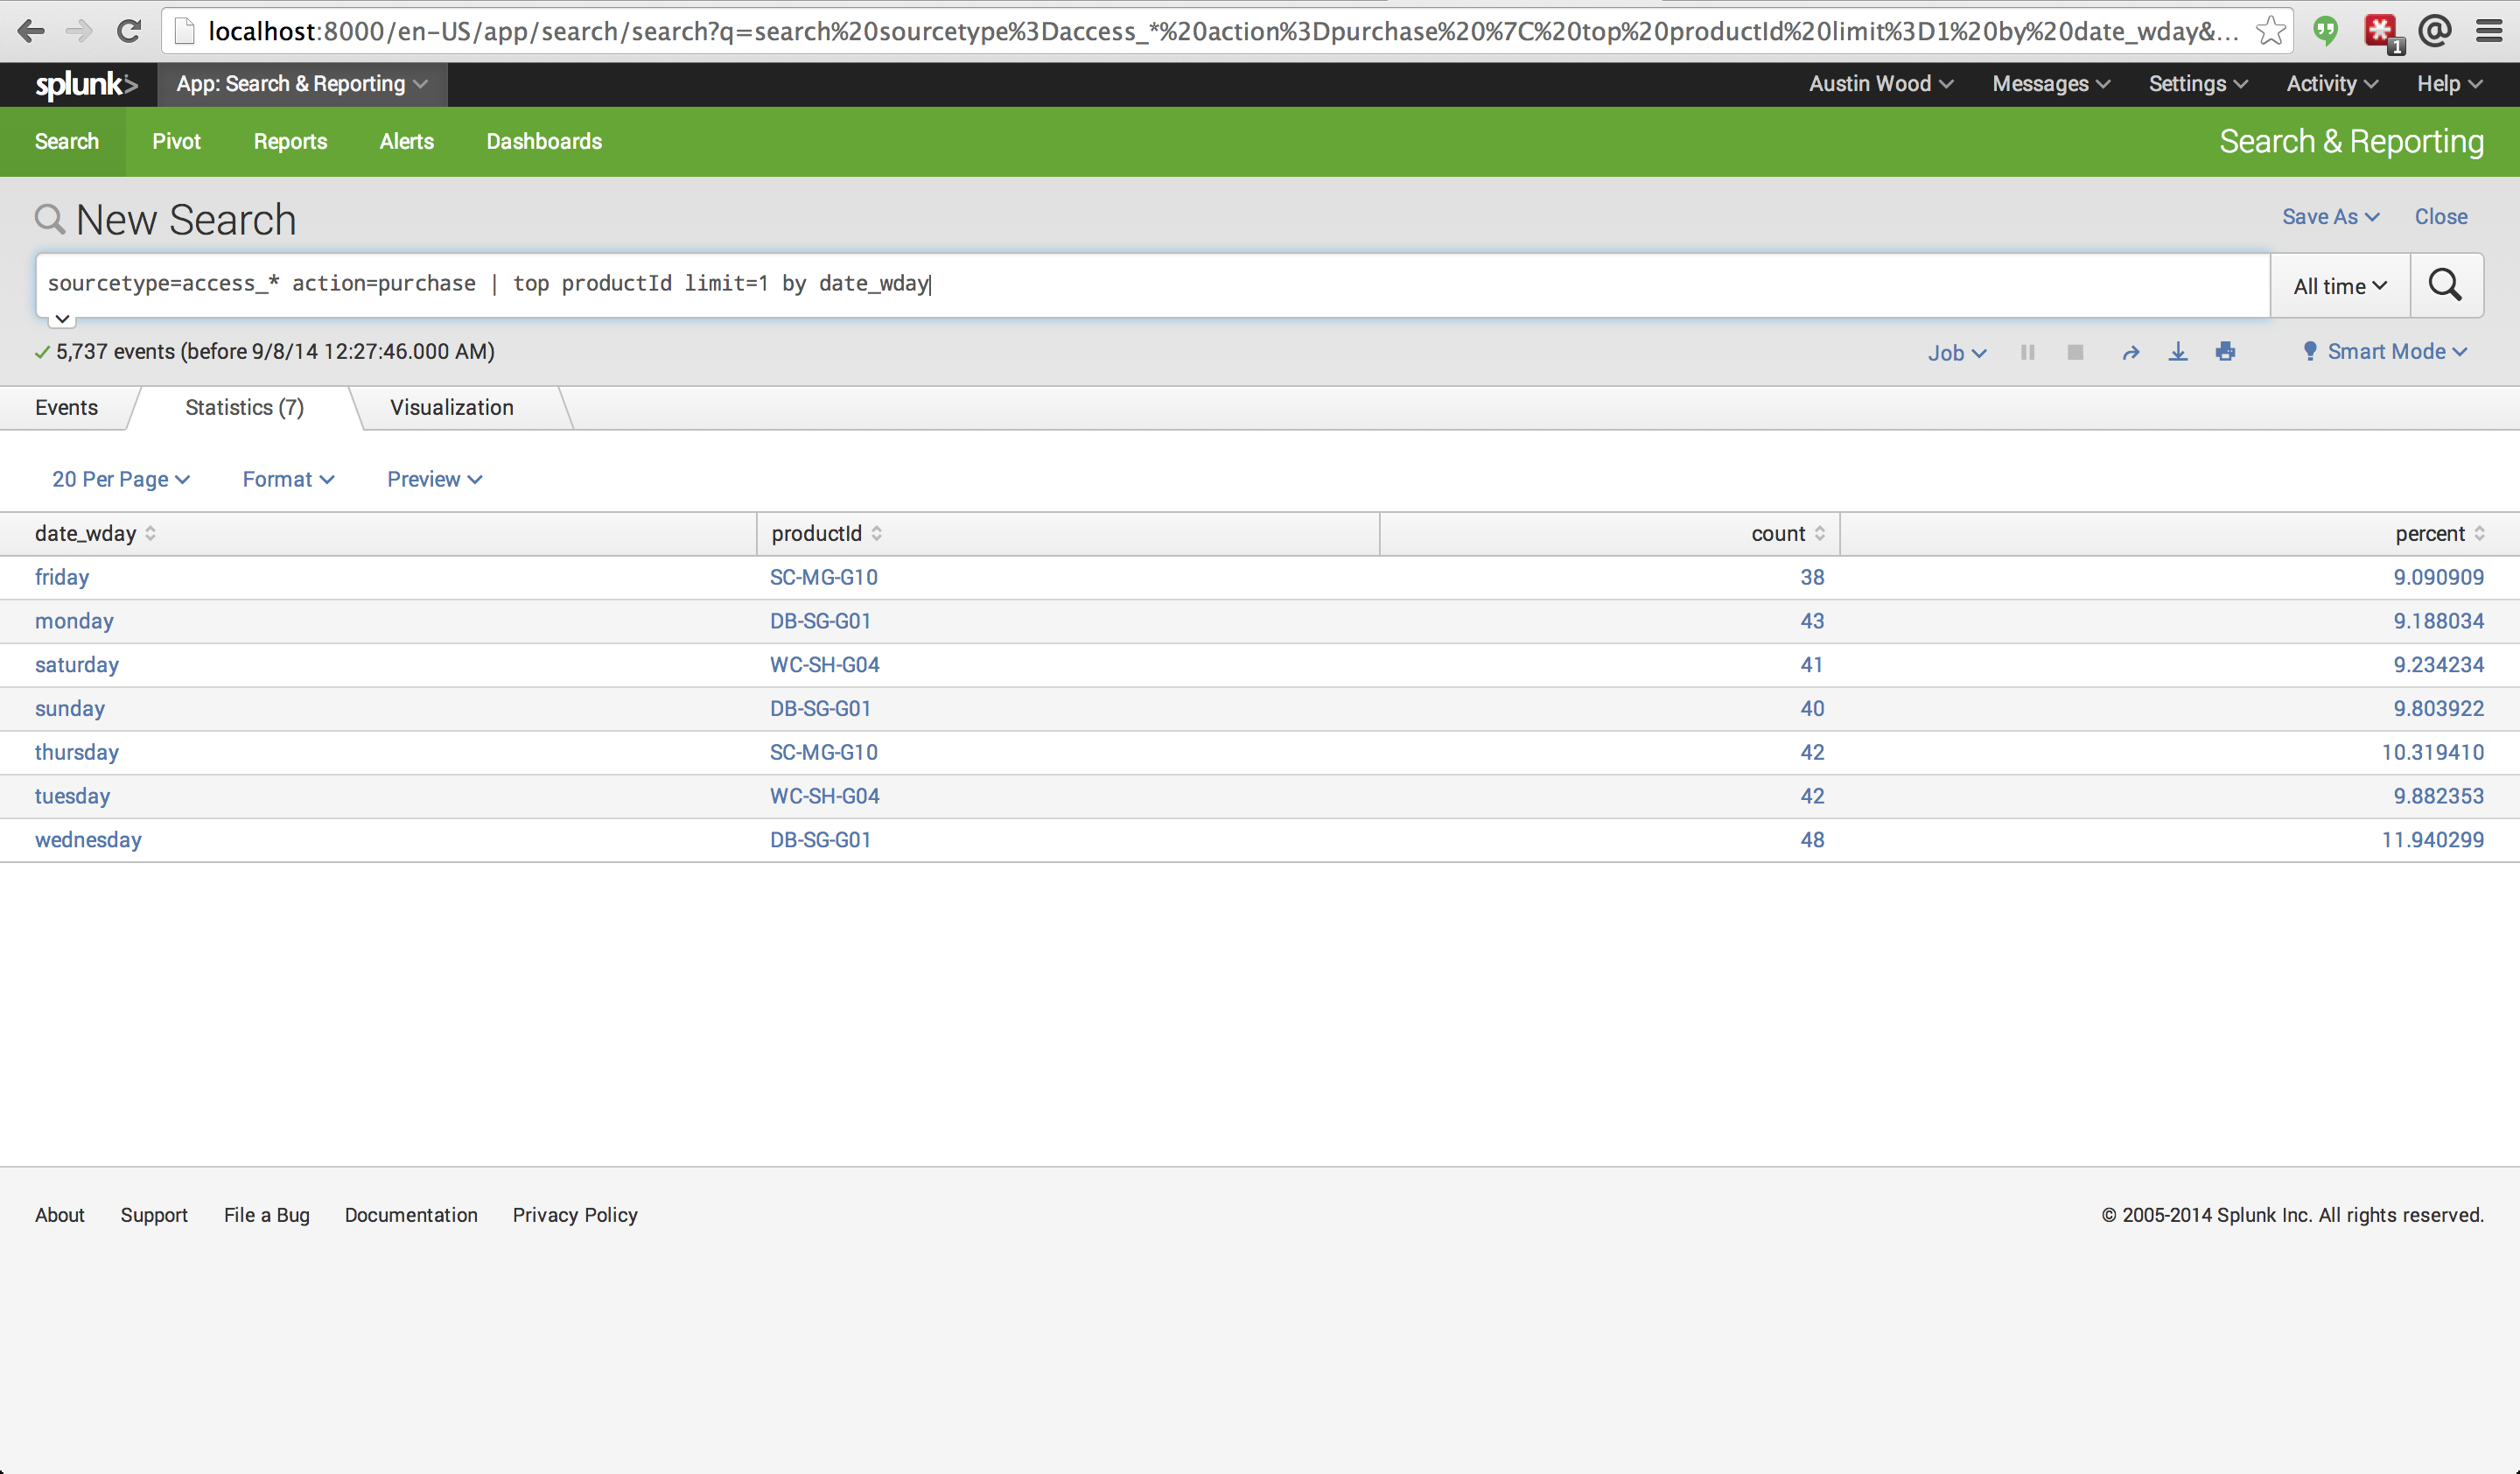 localhost:8000/en-US/app/search/search?q=search%20sourcetype%3Daccess_*%20action%3Dpurchase%20%7C%20top%20productId%20limit%3D1%20by%20date_wday&...
1
splunk> App: Search & Reporting Austin Wood Messages Settings Activity Help
Search Pivot Reports Alerts Dashboards Search & Reporting
New Search Save As Close
sourcetype=access_* action=purchase | top productId limit=1 by date_wday All time
5,737 events (before 9/8/14 12:27:46.000 AM) Job Smart Mode
Events Statistics (7) Visualization
20 Per Page Format Preview
date_wday productId count percent
friday SC-MG-G10 38 9.090909
monday DB-SG-G01 43 9.188034
saturday WC-SH-G04 41 9.234234
sunday DB-SG-G01 40 9.803922
thursday SC-MG-G10 42 10.319410
tuesday WC-SH-G04 42 9.882353
wednesday DB-SG-G01 48 11.940299
About Support File a Bug Documentation Privacy Policy © 2005-2014 Splunk Inc. All rights reserved.